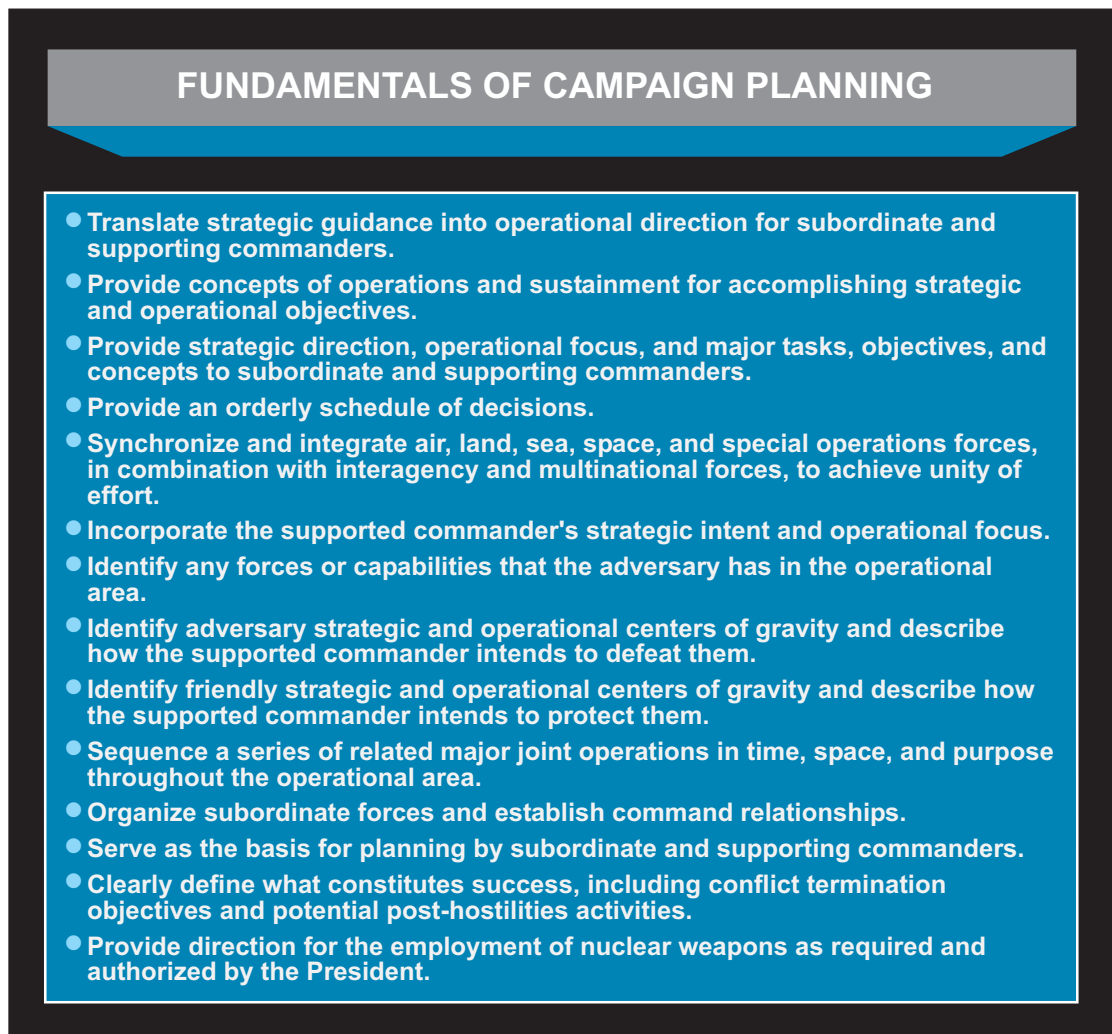 FUNDAMENTALS OF CAMPAIGN PLANNING
● Translate strategic guidance into operational direction for subordinate and
supporting commanders.
● Provide concepts of operations and sustainment for accomplishing strategic
and operational objectives.
● Provide strategic direction, operational focus, and major tasks, objectives, and
concepts to subordinate and supporting commanders.
● Provide an orderly schedule of decisions.
● Synchronize and integrate air, land, sea, space, and special operations forces,
in combination with interagency and multinational forces, to achieve unity of
effort.
● Incorporate the supported commander's strategic intent and operational focus.
● Identify any forces or capabilities that the adversary has in the operational
area.
● Identify adversary strategic and operational centers of gravity and describe
how the supported commander intends to defeat them.
● Identify friendly strategic and operational centers of gravity and describe how
the supported commander intends to protect them.
● Sequence a series of related major joint operations in time, space, and purpose
throughout the operational area.
● Organize subordinate forces and establish command relationships.
● Serve as the basis for planning by subordinate and supporting commanders.
● Clearly define what constitutes success, including conflict termination
objectives and potential post-hostilities activities.
● Provide direction for the employment of nuclear weapons as required and
authorized by the President.